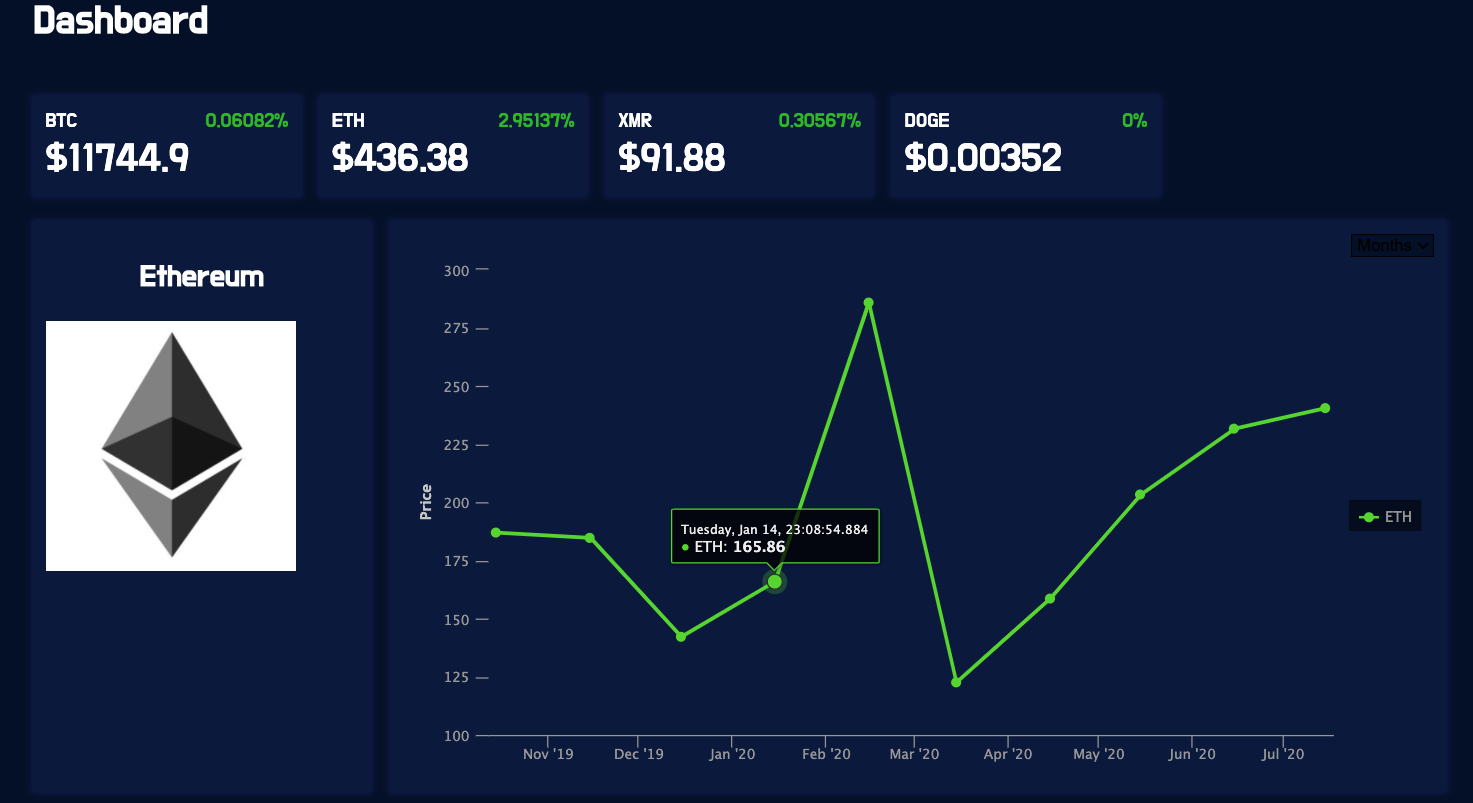 Dashboard
BTC 0.06082%
$11744.9
ETH 2.95137%
$436.38
XMR 0.30567%
$91.88
DOGE 0%
$0.00352
Ethereum
Months
300
275
250
225
200
175
150
125
100
Price
Tuesday, Jan 14, 23:08:54.884
ETH: 165.86
ETH
Nov '19 Dec '19 Jan '20 Feb '20 Mar '20 Apr '20 May '20 Jun '20 Jul '20